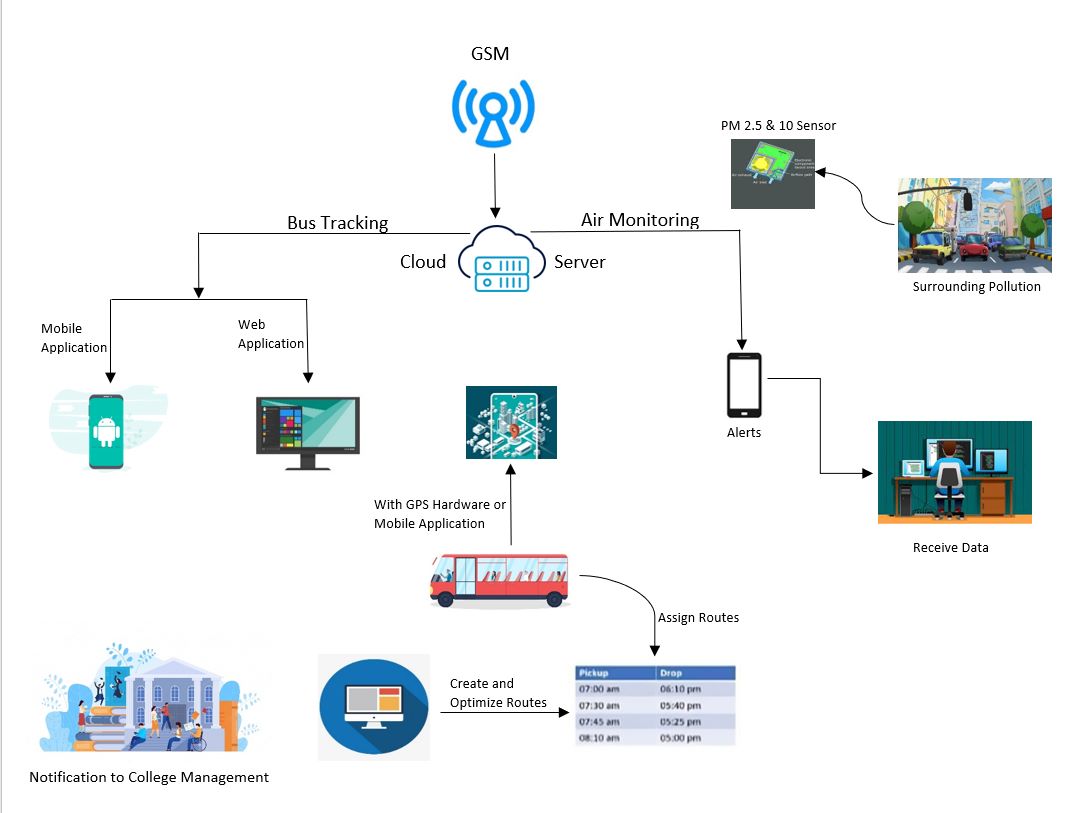 GSM
PM 2.5 & 10 Sensor
Bus Tracking
Air Monitoring
Cloud
Server
Surrounding Pollution
Mobile
Application
Web
Application
Alerts
With GPS Hardware or
Mobile Application
Receive Data
Assign Routes
Create and
Optimize Routes
Pickup Drop
07:00 am 06:10 pm
07:30 am 05:40 pm
07:45 am 05:25 pm
08:10 am 05:00 pm
Notification to College Management